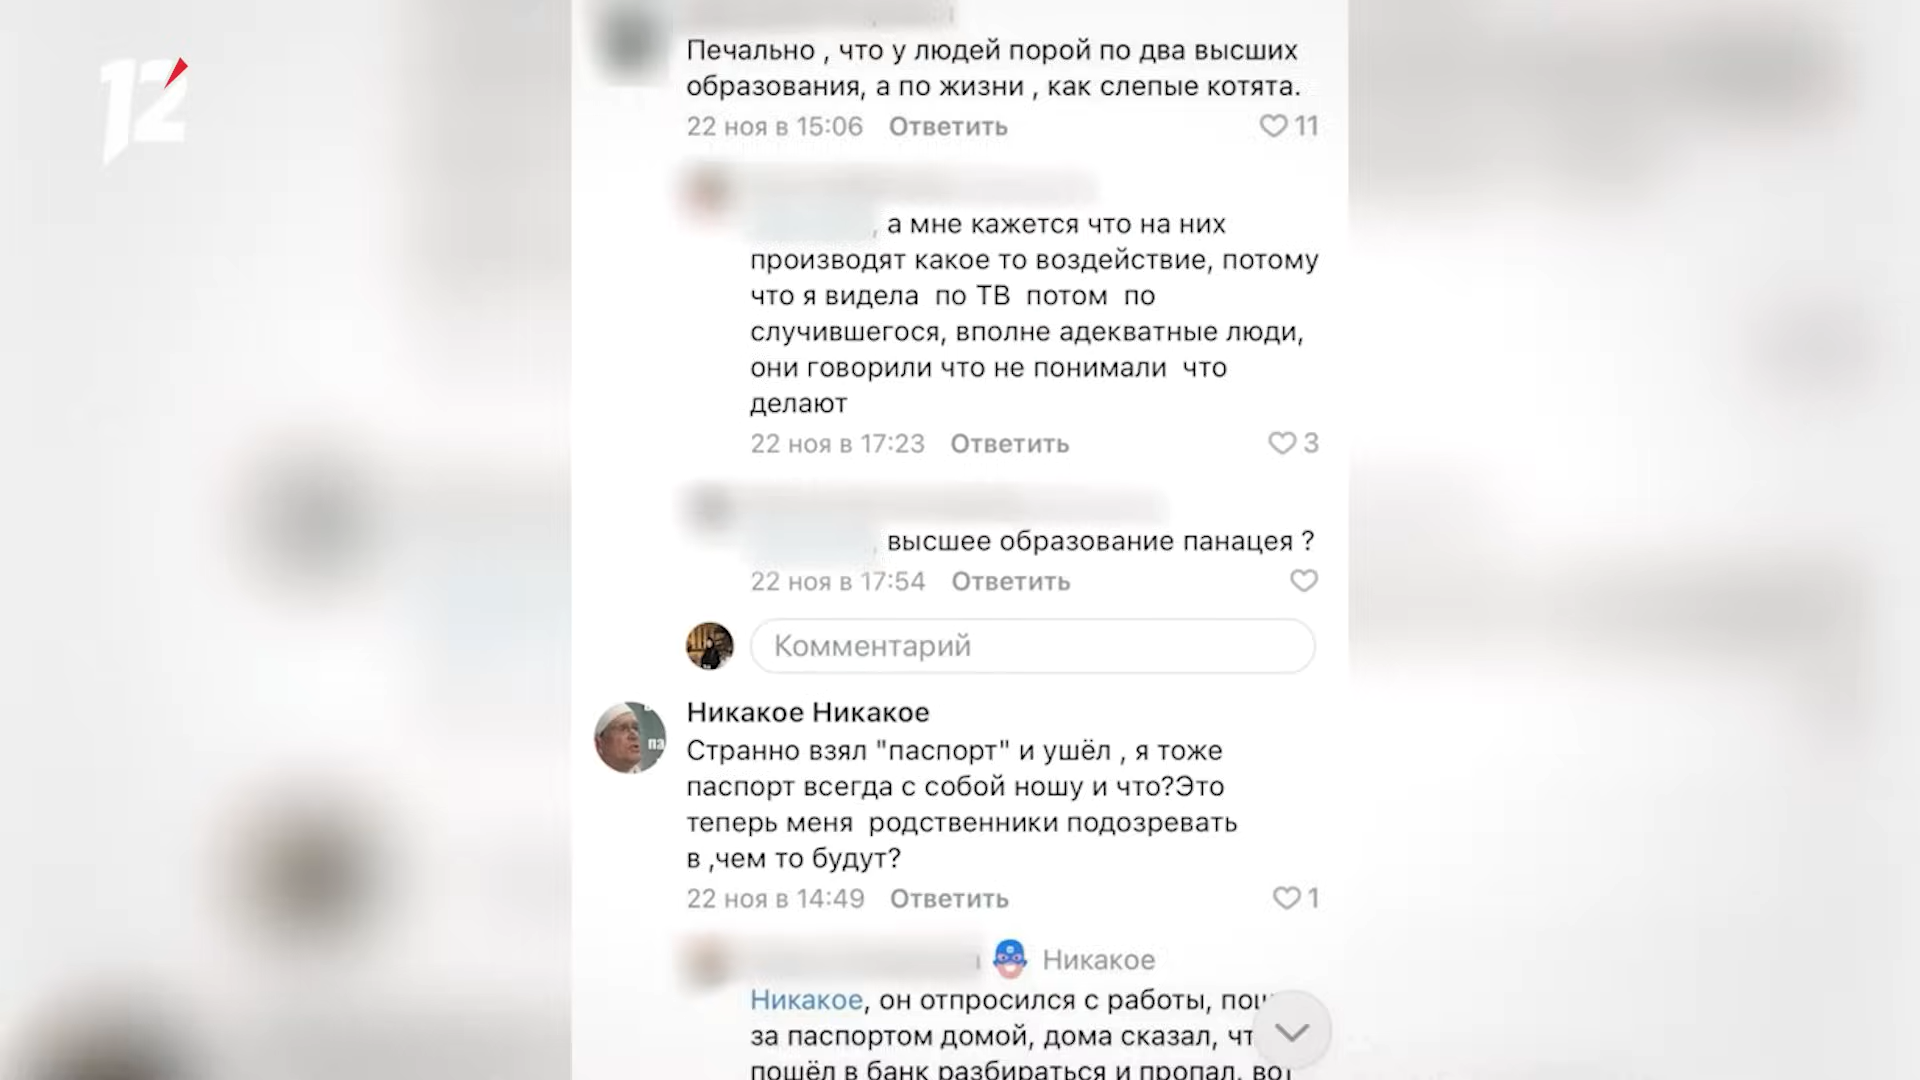 12
Печально , что у людей порой по два высших
образования, а по жизни , как слепые котята.
22 ноя в 15:06 Ответить 11
, а мне кажется что на них
производят какое то воздействие, потому
что я видела по ТВ потом по
случившегося, вполне адекватные люди,
они говорили что не понимали что
делают
22 ноя в 17:23 Ответить 3
, высшее образование панацея ?
22 ноя в 17:54 Ответить
Комментарий
Никакое Никакое
Странно взял "паспорт" и ушёл , я тоже
паспорт всегда с собой ношу и что?Это
теперь меня родственники подозревать
в ,чем то будут?
22 ноя в 14:49 Ответить 1
Никакое
Никакое, он отпросился с работы,
за паспортом домой, дома сказал,
пошёл в банк разбираться и пропал,